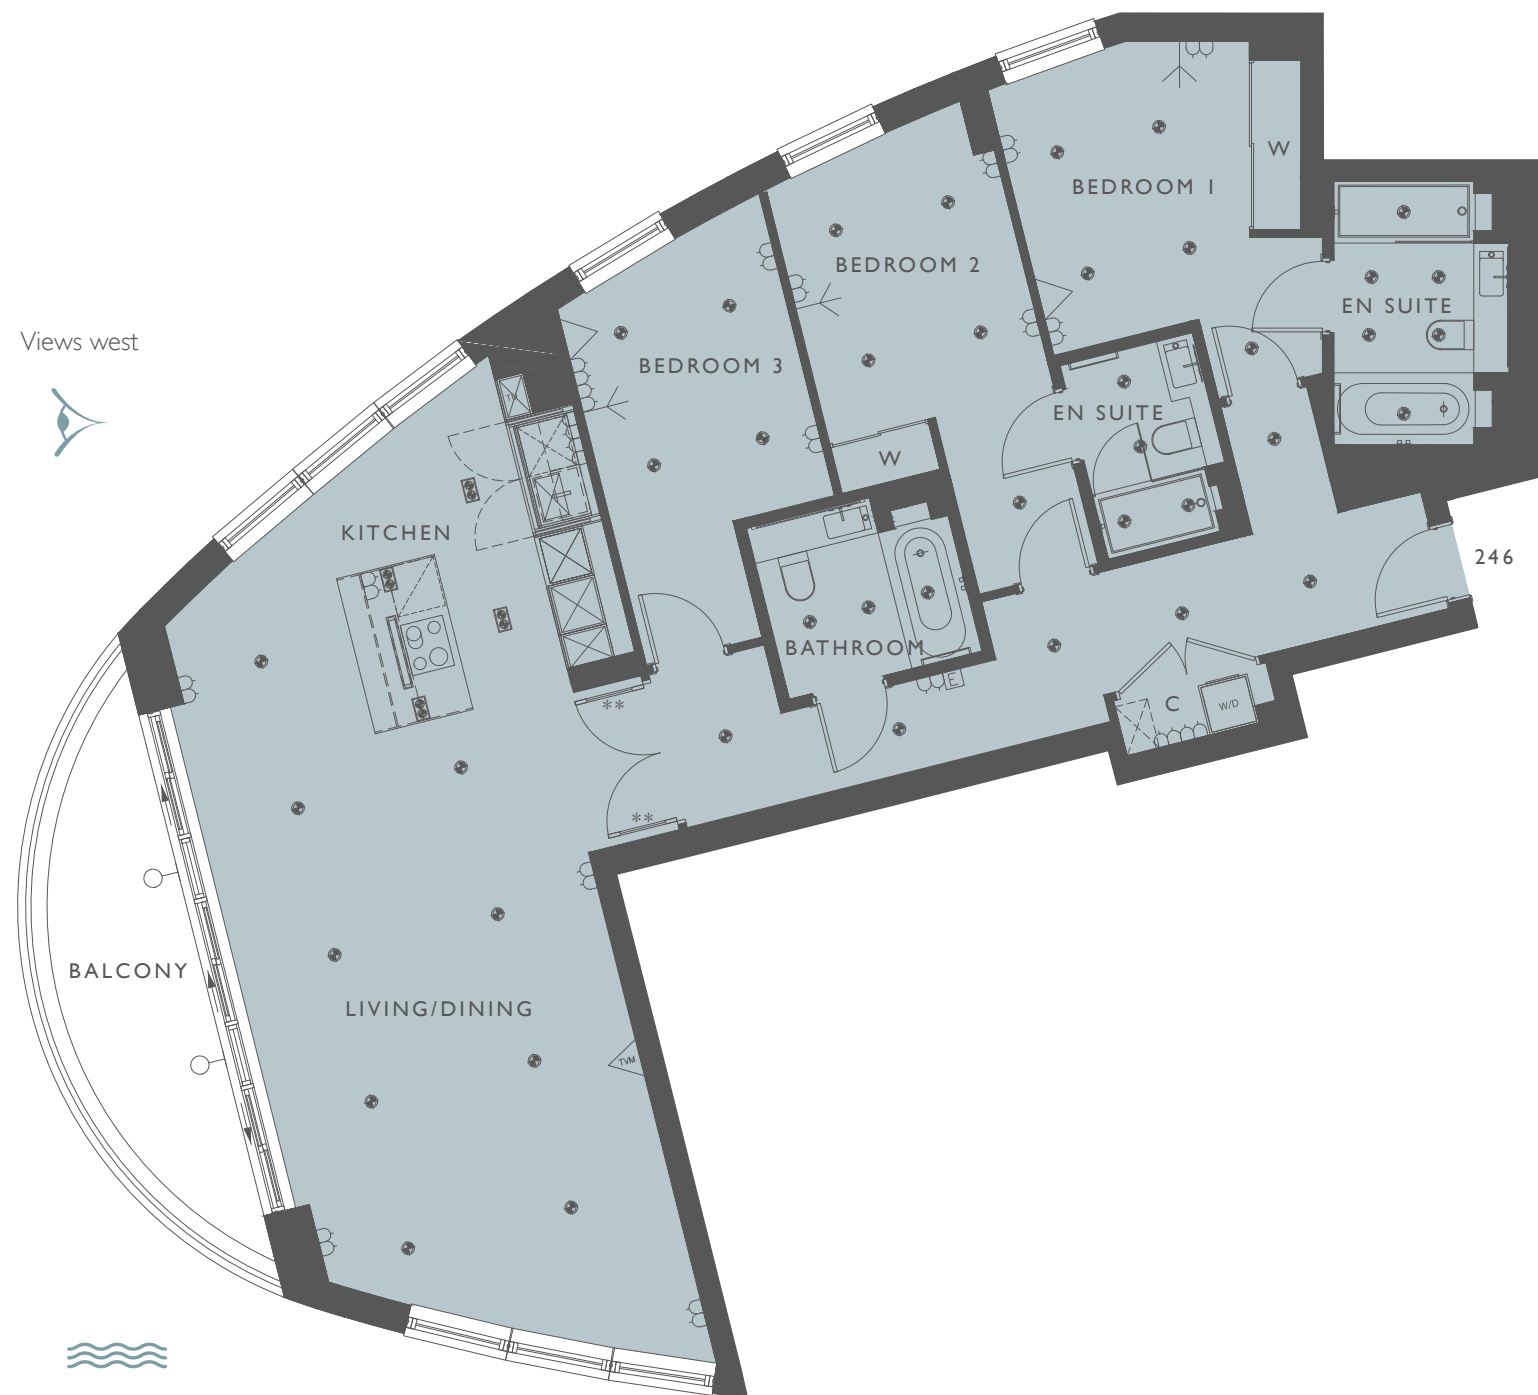 W
BEDROOM 1
BEDROOM 2
EN SUITE
Views west
BEDROOM 3
TV
EN SUITE
W
KITCHEN
246
BATHROOM
E
**
C
W/D
**
BALCONY
LIVING/DINING
TVM